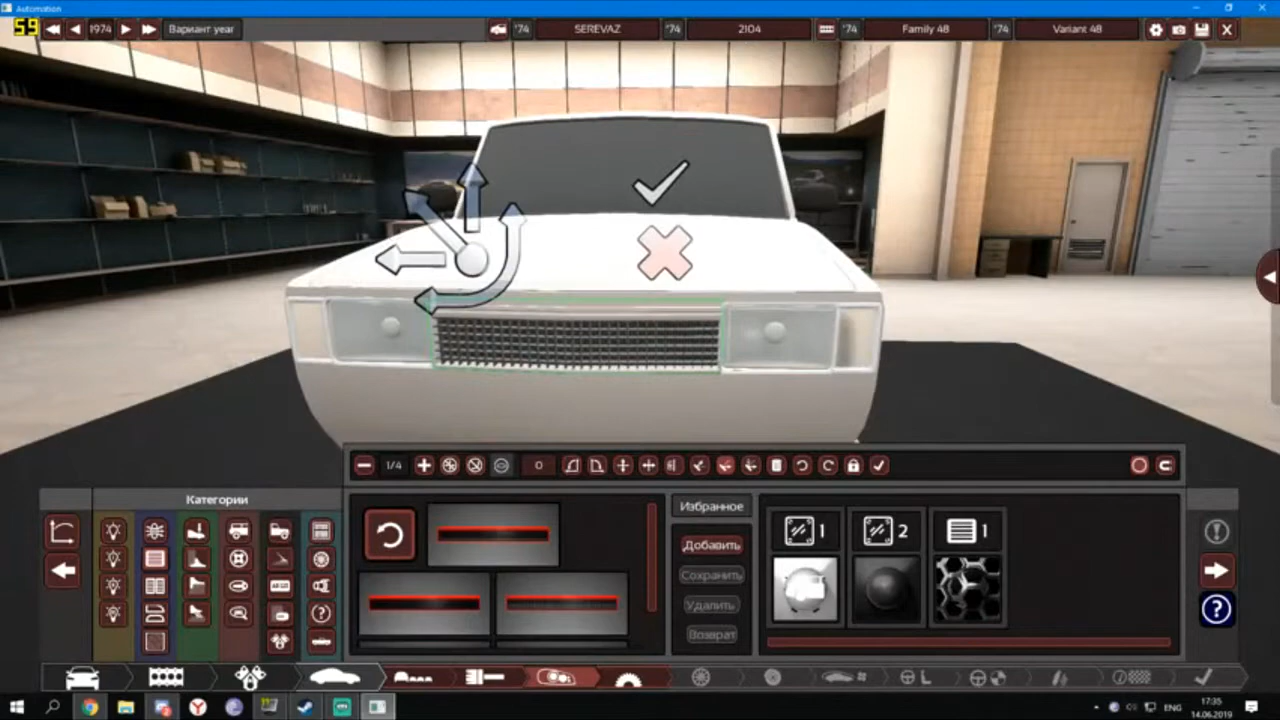 Automation
59 1974 Вариант year '74 SEREVAZ '74 2104 '74 Family 48 '74 Variant 48
1/4 0
Категории
Избранное
Добавить
Сохранить
Удалить
Возврат
1 2 1
ENG
17:35
14.06.2019